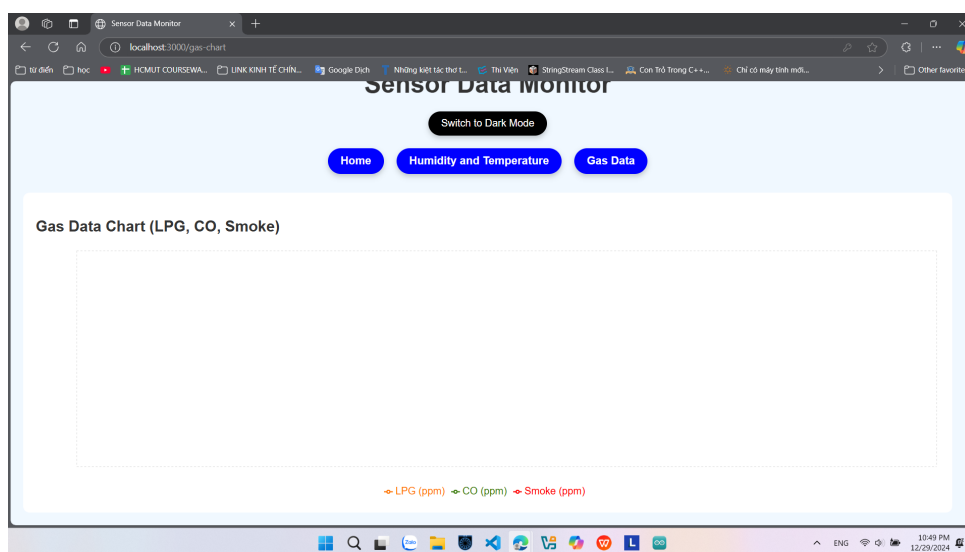 Sensor Data Monitor
localhost:3000/gas-chart
từ điển học HCMUT COURSEWA... LINK KINH TẾ CHÍN... Google Dịch Những kiệt tác thơ t... Thi Viện StringStream Class I... Con Trỏ Trong C++... Chỉ có máy tính mới... Other favorite
Sensor Data Monitor
Switch to Dark Mode
Home Humidity and Temperature Gas Data
Gas Data Chart (LPG, CO, Smoke)
LPG (ppm) CO (ppm) Smoke (ppm)
Zalo
L
ENG
10:49 PM
12/29/2024